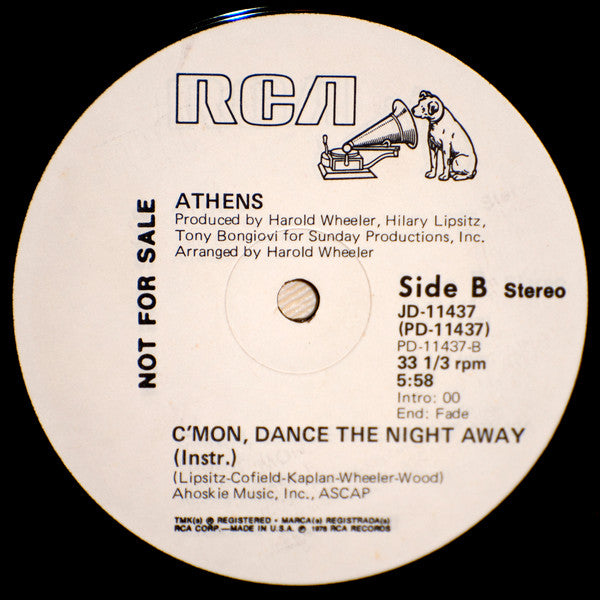 RCA
ATHENS
Produced by Harold Wheeler, Hilary Lipsitz,
Tony Bongiovi for Sunday Productions, Inc.
Arranged by Harold Wheeler
NOT FOR SALE
Side B Stereo
JD-11437
(PD-11437)
PD-11437-B
33 1/3 rpm
5:58
Intro: 00
End: Fade
C'MON, DANCE THE NIGHT AWAY
(Instr.)
(Lipsitz-Cofield-Kaplan-Wheeler-Wood)
Ahoskie Music, Inc., ASCAP
TMK(s) ® REGISTERED • MARCA(s) REGISTRADA(s)
RCA CORP.—MADE IN U.S.A. ℗ 1978 RCA RECORDS